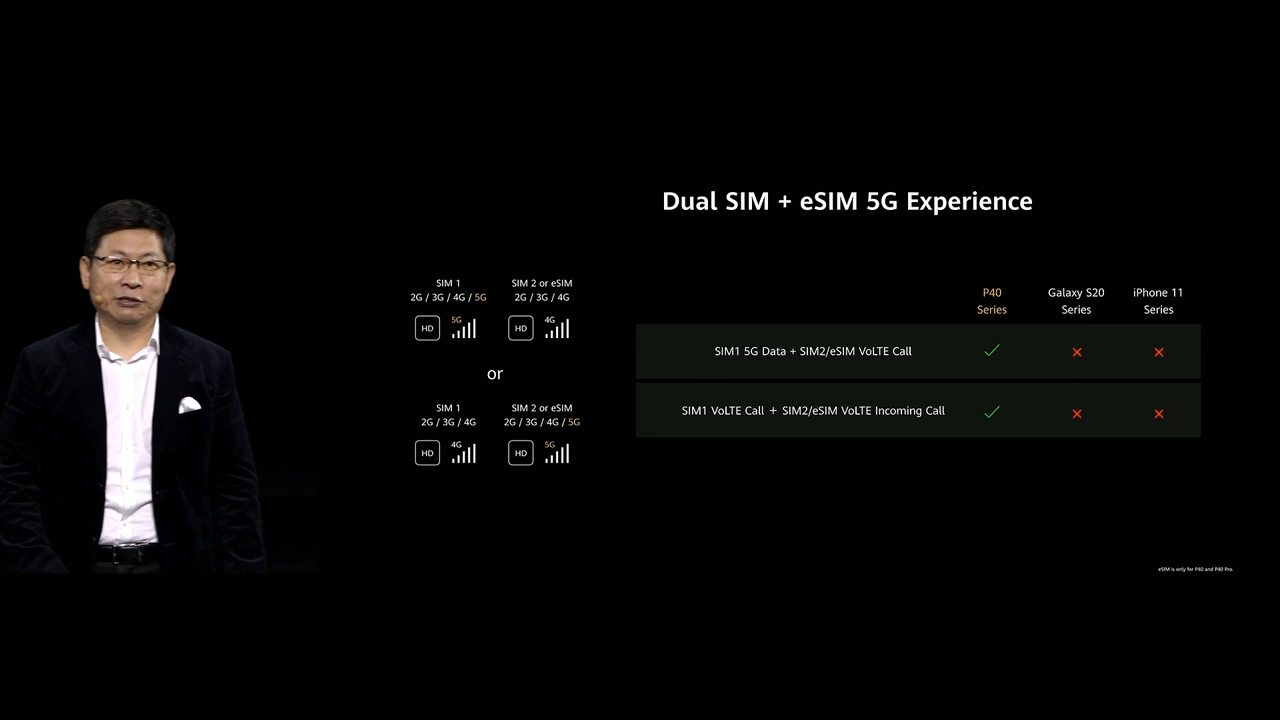 Dual SIM + eSIM 5G Experience
SIM 1
2G / 3G / 4G / 5G
SIM 2 or eSIM
2G / 3G / 4G
HD
5G
HD
4G
or
SIM 1
2G / 3G / 4G
SIM 2 or eSIM
2G / 3G / 4G / 5G
HD
4G
HD
5G
P40
Series
Galaxy S20
Series
iPhone 11
Series
SIM1 5G Data + SIM2/eSIM VoLTE Call
SIM1 VoLTE Call + SIM2/eSIM VoLTE Incoming Call
eSIM is only for P40 and P40 Pro.